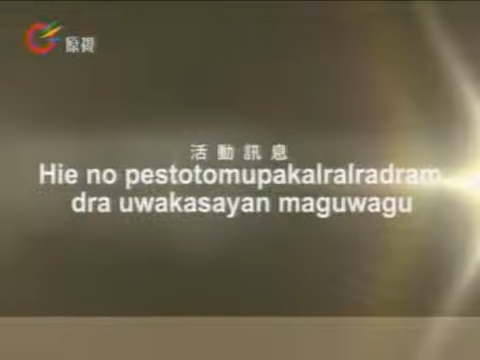 原視
活動訊息
Hie no pestotomupakalralradram
dra uwakasayan maguwagu